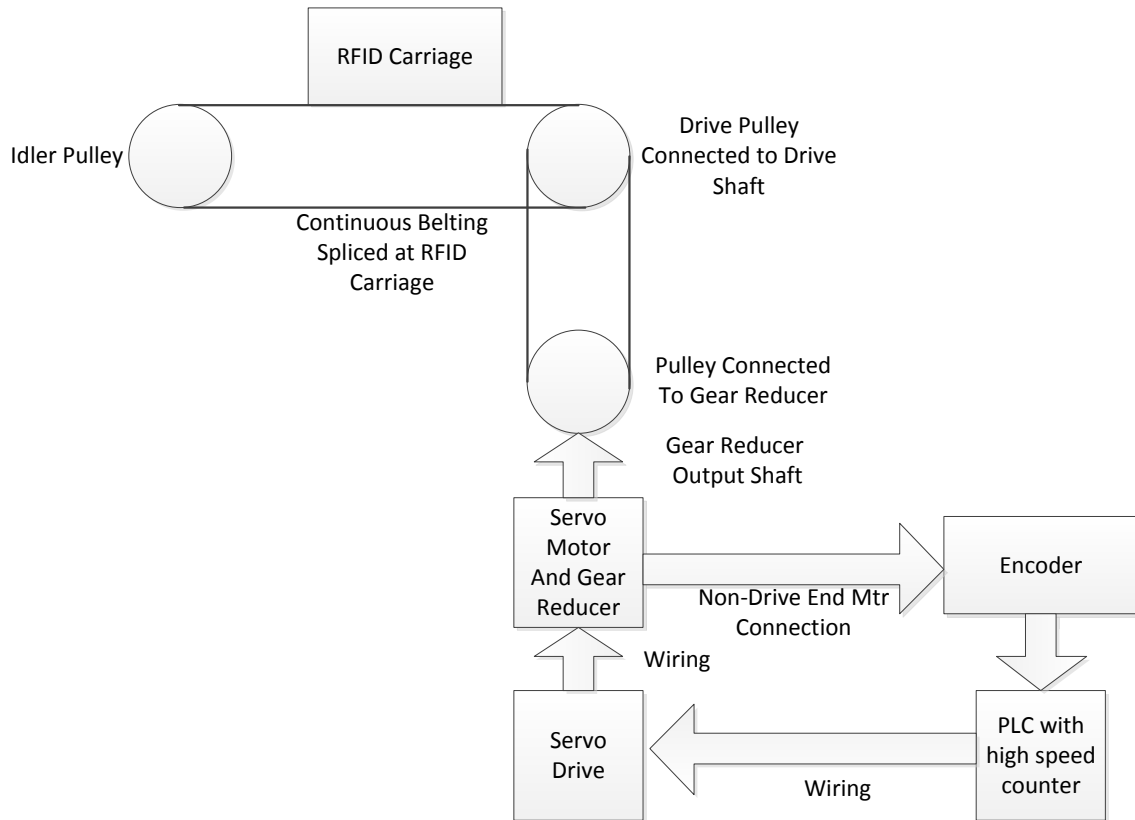 RFID Carriage
Idler Pulley
Drive Pulley
Connected to Drive
Shaft
Continuous Belting
Spliced at RFID
Carriage
Pulley Connected
To Gear Reducer
Gear Reducer
Output Shaft
Servo
Motor
And Gear
Reducer
Non-Drive End Mtr
Connection
Encoder
Wiring
Servo
Drive
Wiring
PLC with
high speed
counter